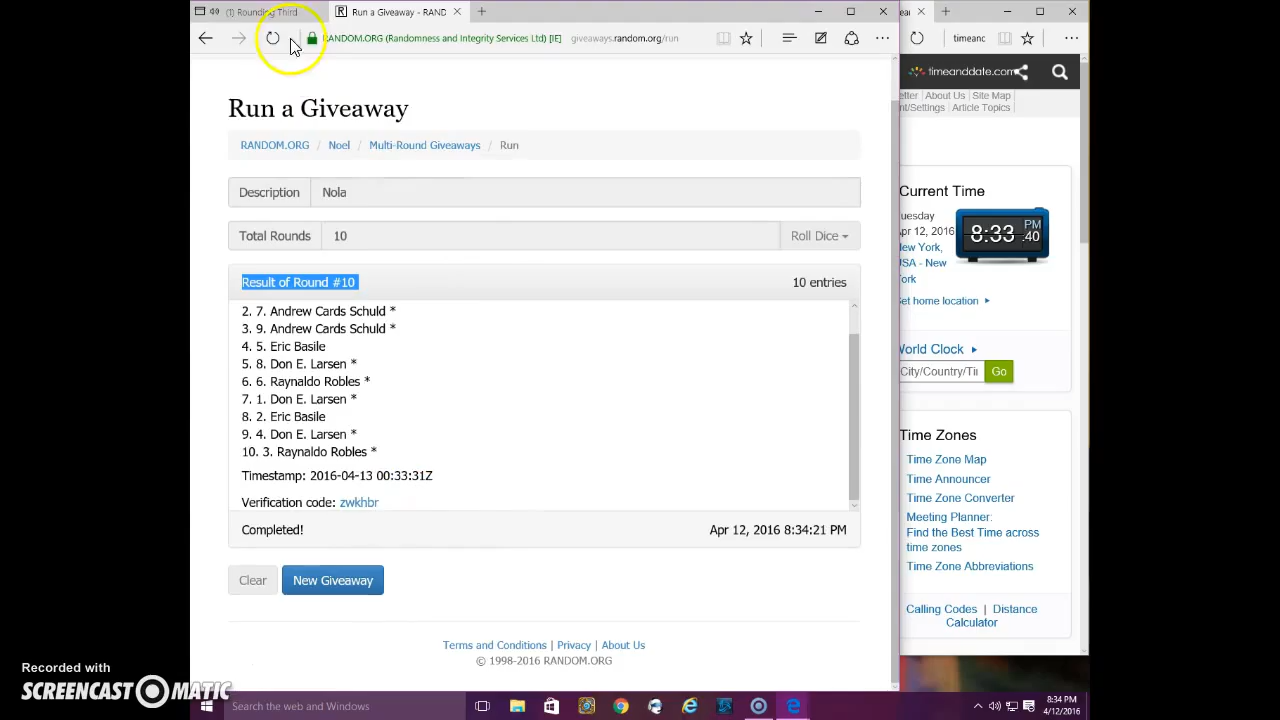 (1) Rounding Third
Run a Giveaway - RAND
RANDOM.ORG (Randomness and Integrity Services Ltd) [IE] giveaways.random.org/run
timeanc
Run a Giveaway
RANDOM.ORG / Noel / Multi-Round Giveaways / Run
Description Nola
Total Rounds 10 Roll Dice
Result of Round #10 10 entries
2. 7. Andrew Cards Schuld *
3. 9. Andrew Cards Schuld *
4. 5. Eric Basile
5. 8. Don E. Larsen *
6. 6. Raynaldo Robles *
7. 1. Don E. Larsen *
8. 2. Eric Basile
9. 4. Don E. Larsen *
10. 3. Raynaldo Robles *
Timestamp: 2016-04-13 00:33:31Z
Verification code: zwkhbr
Completed! Apr 12, 2016 8:34:21 PM
Clear New Giveaway
Terms and Conditions | Privacy | About Us
© 1998-2016 RANDOM.ORG
timeanddate.com
etter About Us Site Map
nt/Settings Article Topics
Current Time
uesday
Apr 12, 2016
New York,
USA - New
York
8:33 PM .40
et home location
World Clock
City/Country/Tin Go
Time Zones
Time Zone Map
Time Announcer
Time Zone Converter
Meeting Planner:
Find the Best Time across
time zones
Time Zone Abbreviations
Calling Codes | Distance
Calculator
Recorded with
SCREENCAST-O-MATIC
Search the web and Windows
8:34 PM
4/12/2016